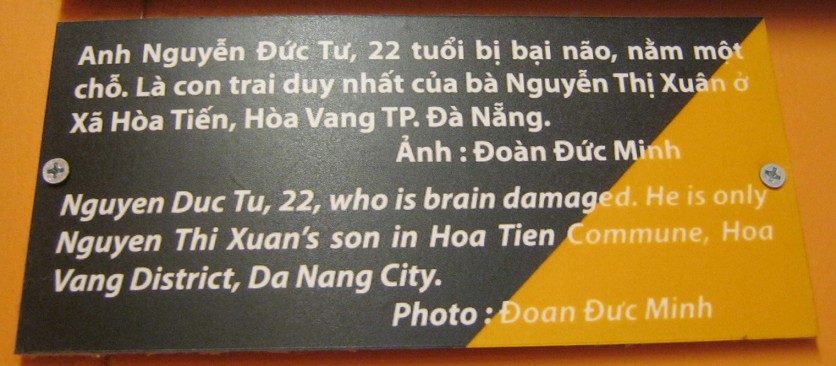 Anh Nguyễn Đức Tư, 22 tuổi bị bại não, nằm một
chỗ. Là con trai duy nhất của bà Nguyễn Thị Xuân ở
Xã Hòa Tiến, Hòa Vang TP. Đà Nẵng.
Ảnh : Đoàn Đức Minh
Nguyen Duc Tu, 22, who is brain damaged. He is only
Nguyen Thi Xuan's son in Hoa Tien Commune, Hoa
Vang District, Da Nang City.
Photo : Đoan Đưc Minh